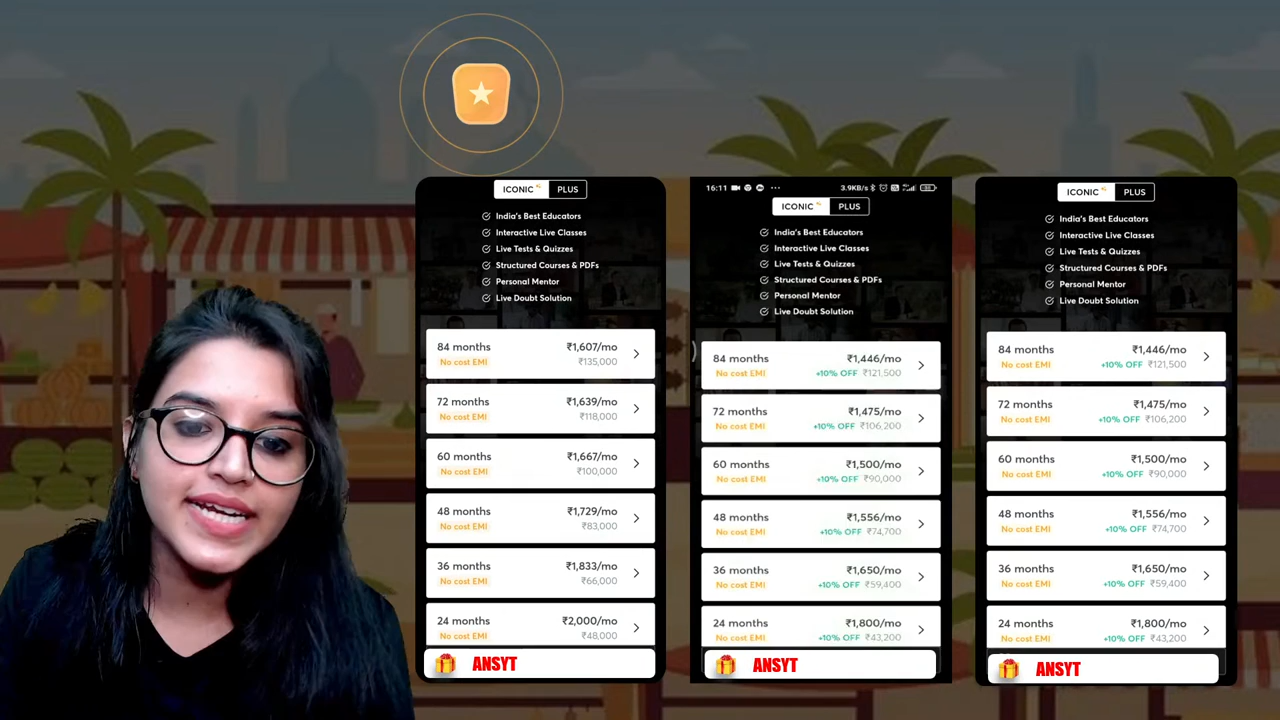 ICONIC PLUS
India's Best Educators
Interactive Live Classes
Live Tests & Quizzes
Structured Courses & PDFs
Personal Mentor
Live Doubt Solution
84 months ₹1,607/mo
No cost EMI ₹135,000
72 months ₹1,639/mo
No cost EMI ₹118,000
60 months ₹1,667/mo
No cost EMI ₹100,000
48 months ₹1,729/mo
No cost EMI ₹83,000
36 months ₹1,833/mo
No cost EMI ₹66,000
24 months ₹2,000/mo
No cost EMI ₹48,000
ANSYT
16:11 3.9KB/s
ICONIC PLUS
India's Best Educators
Interactive Live Classes
Live Tests & Quizzes
Structured Courses & PDFs
Personal Mentor
Live Doubt Solution
84 months ₹1,446/mo
No cost EMI +10% OFF ₹121,500
72 months ₹1,475/mo
No cost EMI +10% OFF ₹106,200
60 months ₹1,500/mo
No cost EMI +10% OFF ₹90,000
48 months ₹1,556/mo
No cost EMI +10% OFF ₹74,700
36 months ₹1,650/mo
No cost EMI +10% OFF ₹59,400
24 months ₹1,800/mo
No cost EMI +10% OFF ₹43,200
ANSYT
ICONIC PLUS
India's Best Educators
Interactive Live Classes
Live Tests & Quizzes
Structured Courses & PDFs
Personal Mentor
Live Doubt Solution
84 months ₹1,446/mo
No cost EMI +10% OFF ₹121,500
72 months ₹1,475/mo
No cost EMI +10% OFF ₹106,200
60 months ₹1,500/mo
No cost EMI +10% OFF ₹90,000
48 months ₹1,556/mo
No cost EMI +10% OFF ₹74,700
36 months ₹1,650/mo
No cost EMI +10% OFF ₹59,400
24 months ₹1,800/mo
No cost EMI +10% OFF ₹43,200
ANSYT